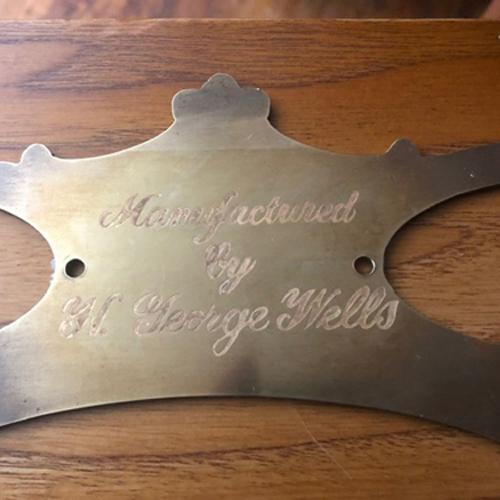 Manufactured
by
H George Wells